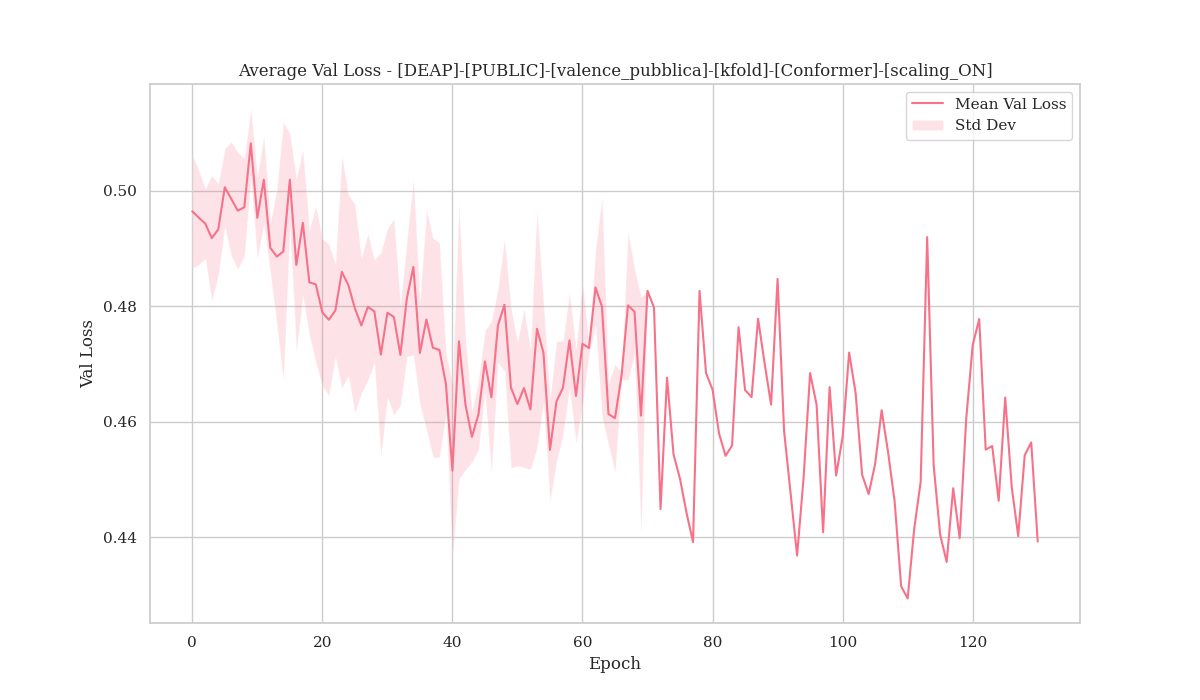 Average Val Loss - [DEAP]-[PUBLIC]-[valence_pubblica]-[kfold]-[Conformer]-[scaling_ON]
Mean Val Loss
Std Dev
Val Loss
0.50
0.48
0.46
0.44
0
20
40
60
80
100
120
Epoch